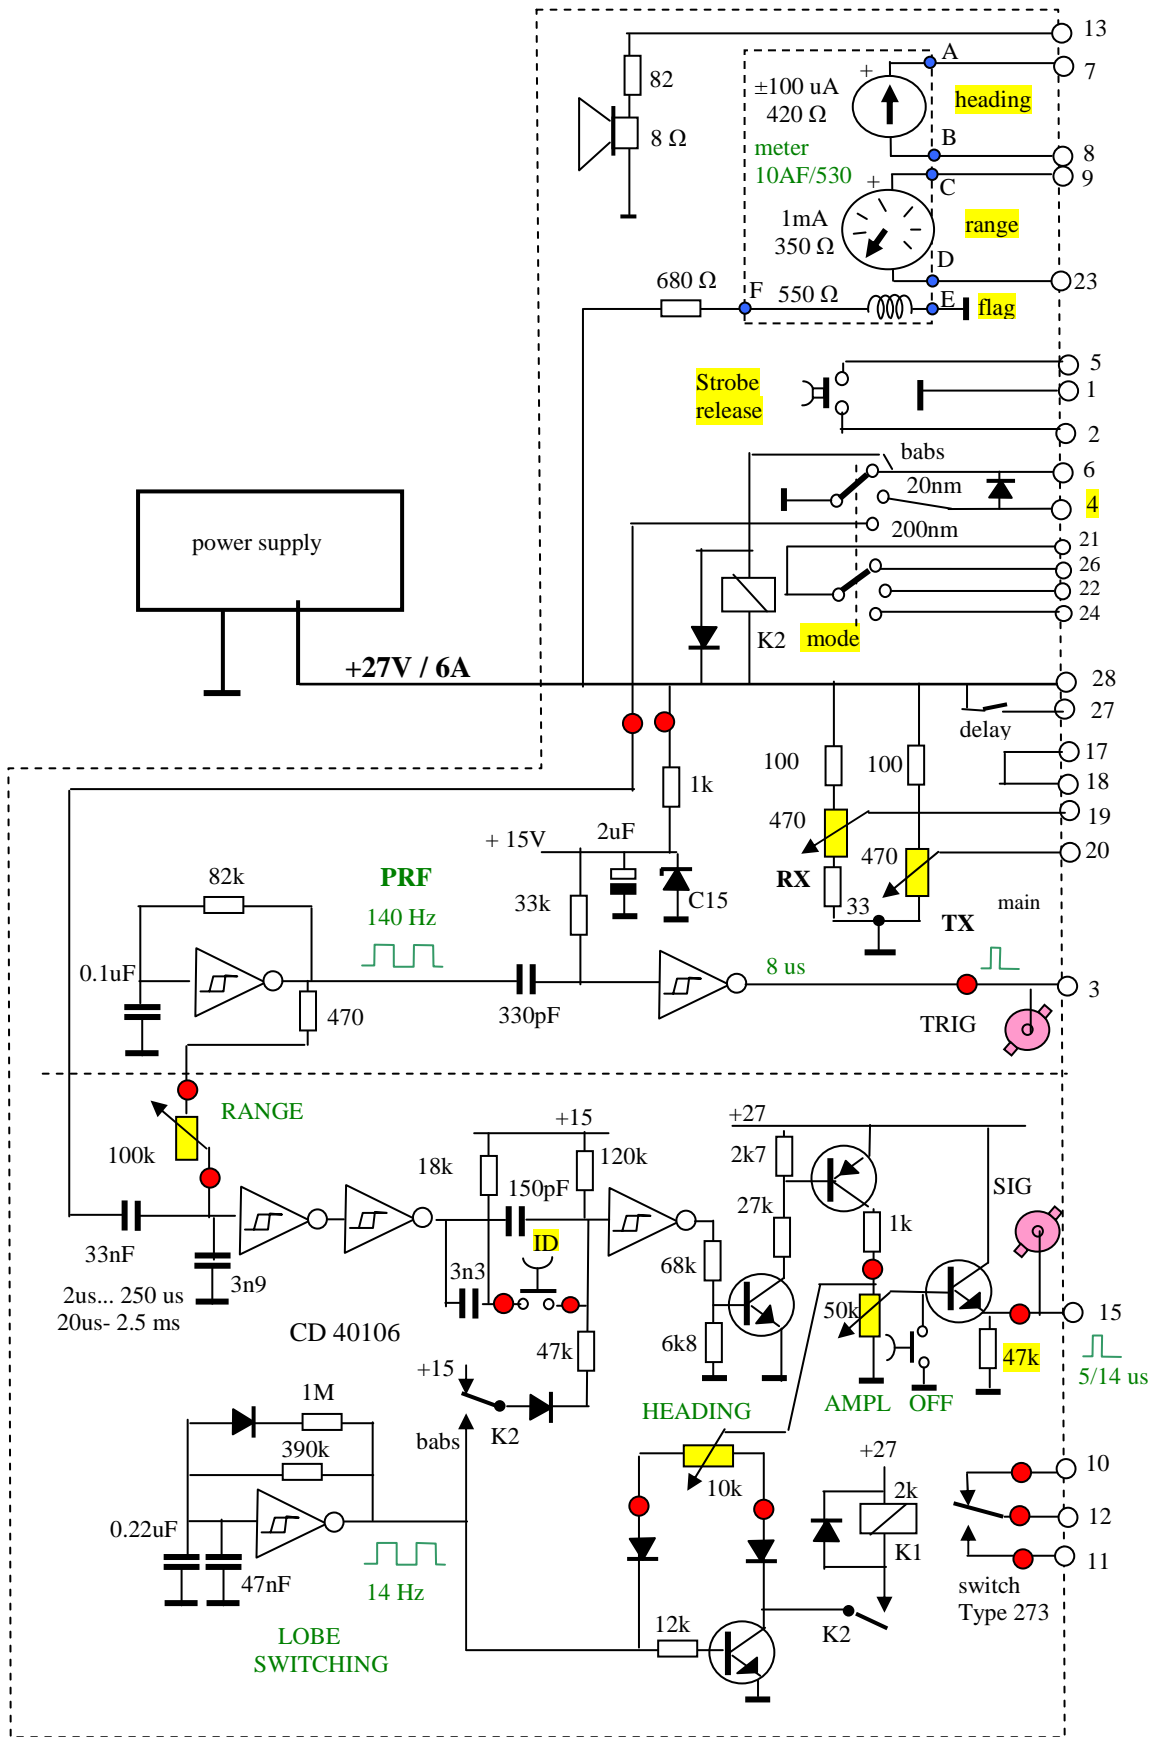 13
82
8 Ω
±100 uA
420 Ω
+
A
7
heading
meter
10AF/530
B
8
+
C
9
1mA
350 Ω
range
D
23
680 Ω
F
550 Ω
E
flag
Strobe
release
5
1
2
babs
6
20nm
4
200nm
21
26
22
24
K2
mode
power supply
+27V / 6A
28
27
delay
17
18
19
20
100
100
1k
470
470
+ 15V
2uF
RX
33
TX
main
C15
33k
82k
PRF
140 Hz
0.1uF
470
330pF
8 us
3
TRIG
RANGE
100k
33nF
3n9
2us... 250 us
20us- 2.5 ms
CD 40106
+15
18k
120k
150pF
ID
3n3
47k
+27
2k7
27k
68k
6k8
1k
50k
SIG
15
47k
5/14 us
AMPL OFF
+15
babs
K2
HEADING
10k
+27
2k
K1
K2
10
12
11
switch
Type 273
1M
390k
0.22uF
47nF
14 Hz
LOBE
SWITCHING
12k